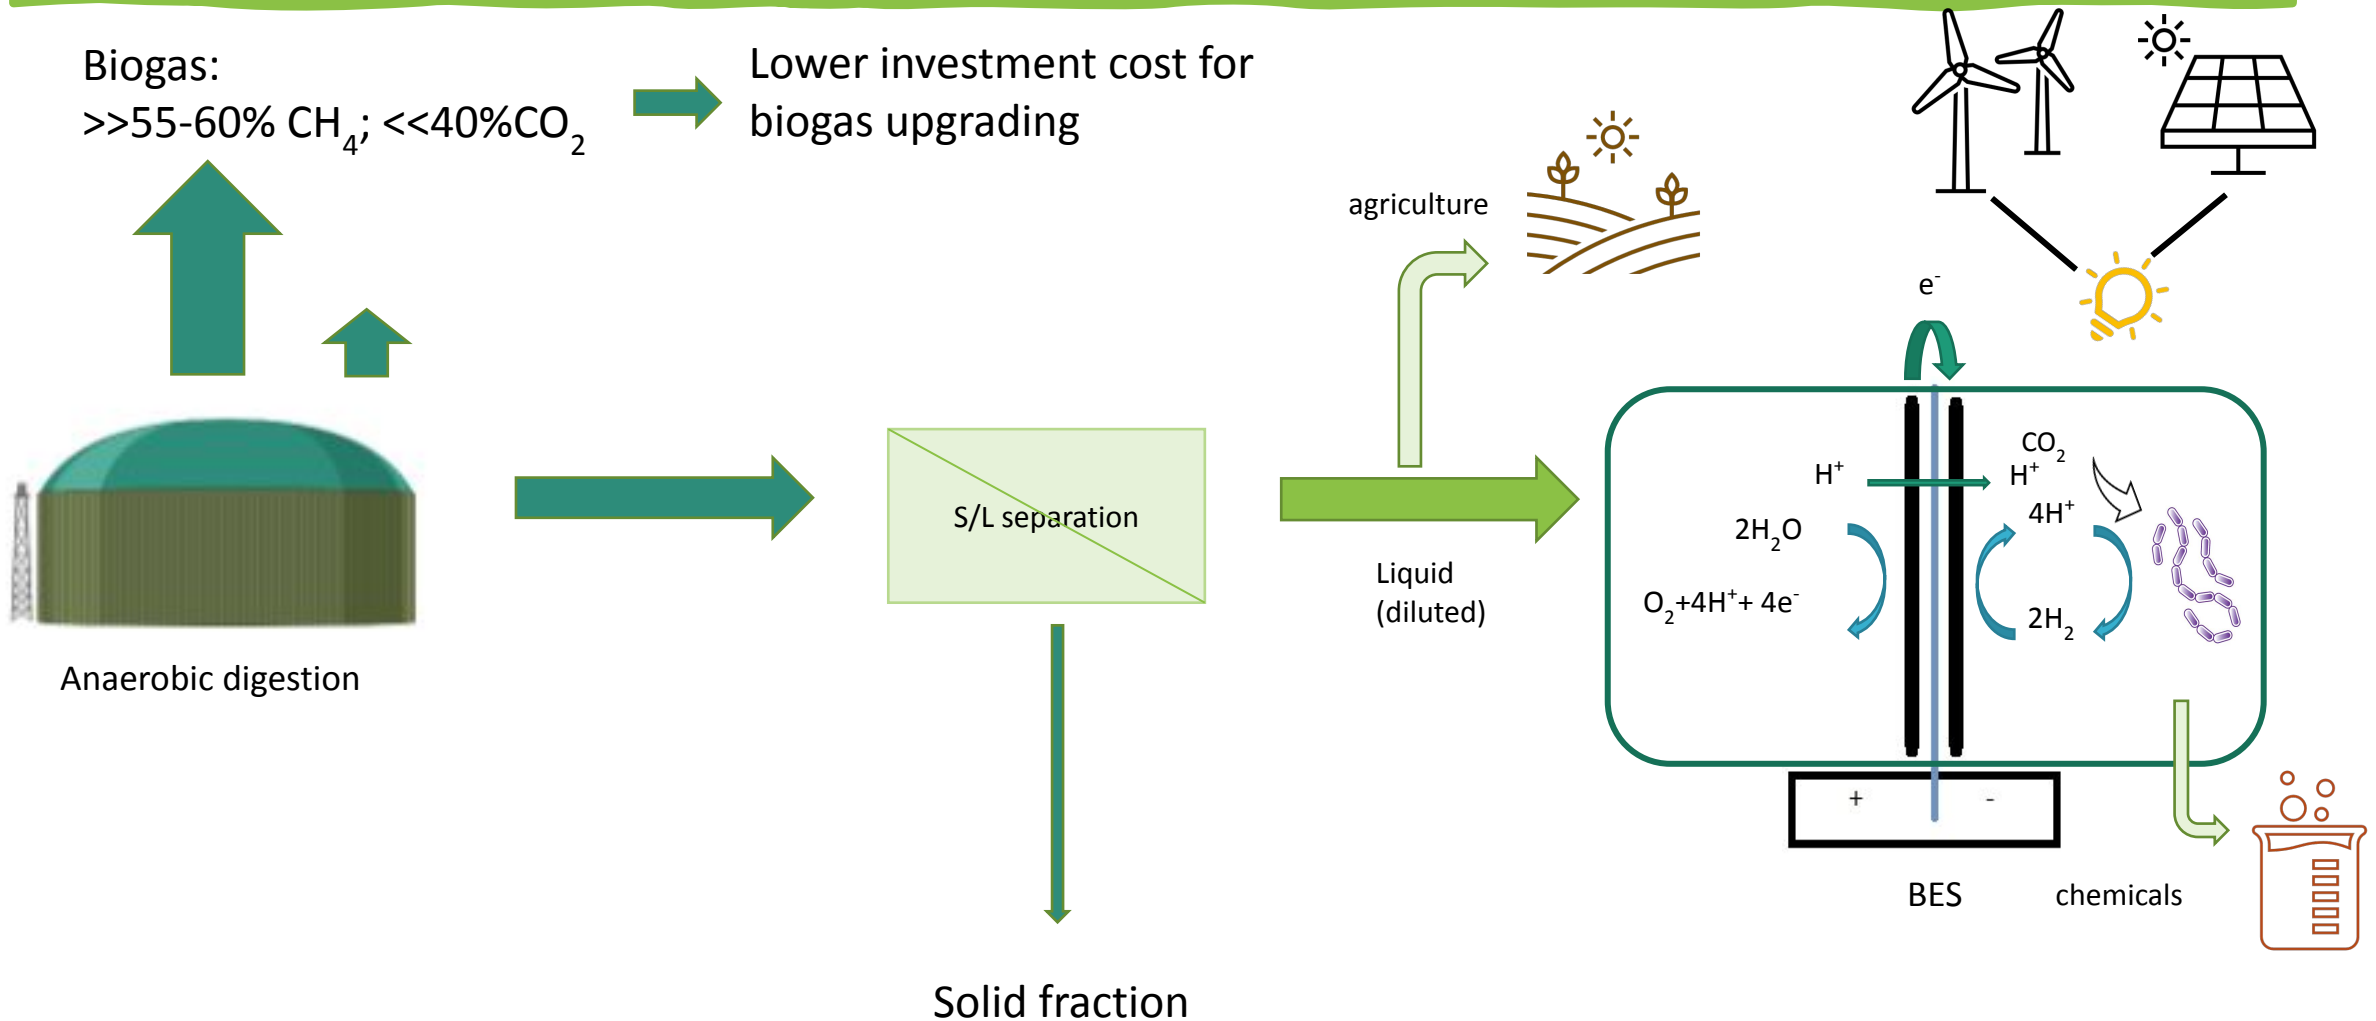 Biogas:
>>55-60% CH₄; <<40%CO₂
Lower investment cost for
biogas upgrading
agriculture
e⁻
Anaerobic digestion
S/L separation
Solid fraction
Liquid
(diluted)
H⁺
2H₂O
O₂+4H⁺+ 4e⁻
CO₂
H⁺
4H⁺
2H₂
+
-
BES
chemicals